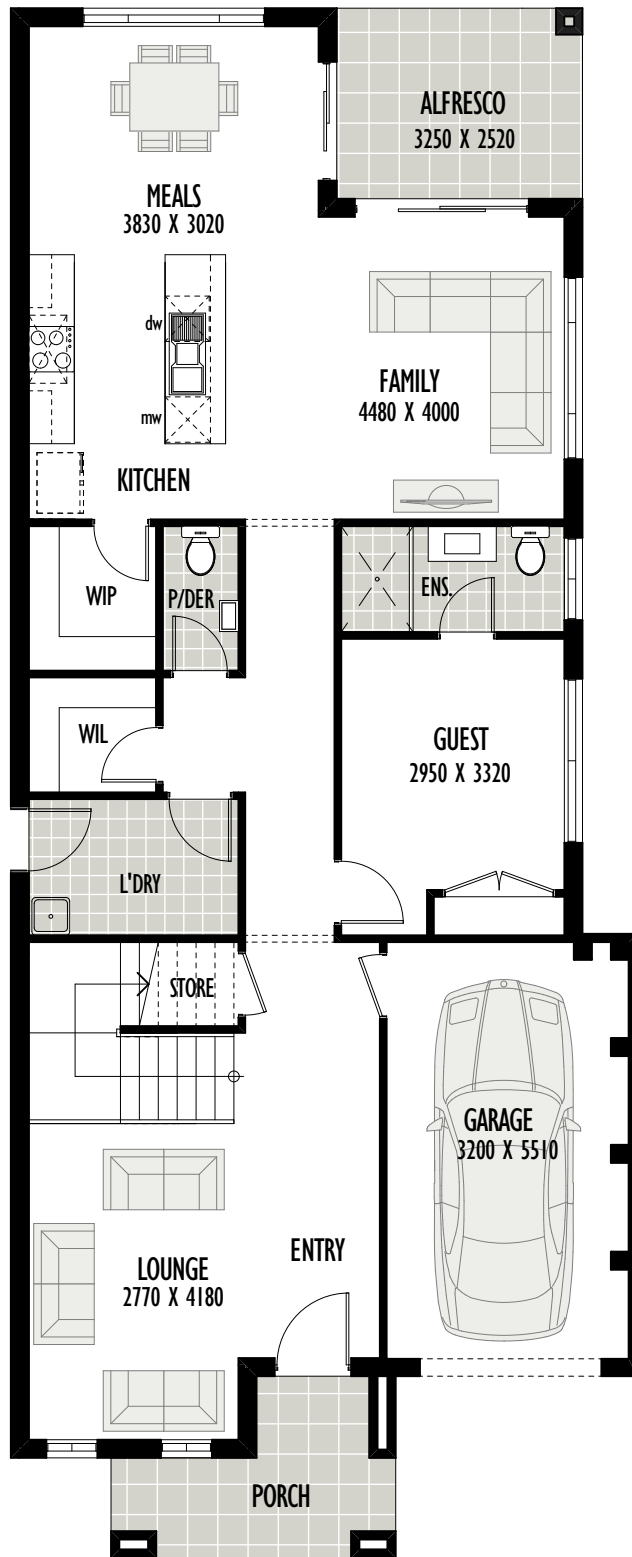 ALFRESCO
3250 X 2520
MEALS
3830 X 3020
dw
FAMILY
4480 X 4000
mw
KITCHEN
WIP
P/DER
ENS.
WIL
GUEST
2950 X 3320
L'DRY
STORE
GARAGE
3200 X 5510
ENTRY
LOUNGE
2770 X 4180
PORCH